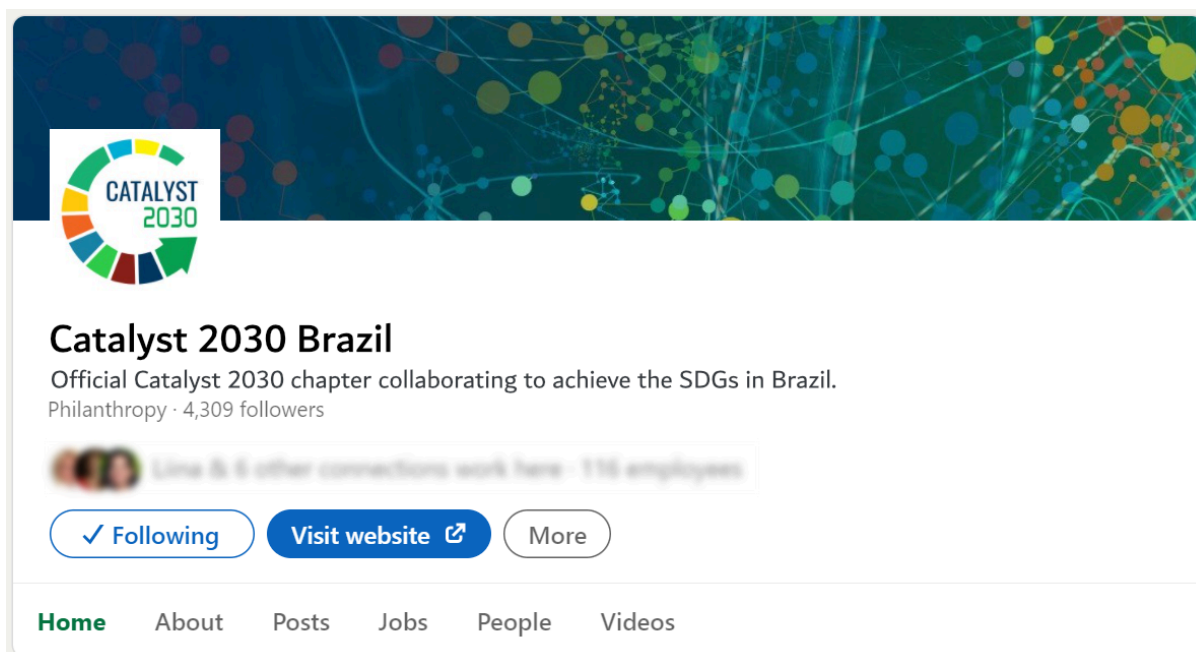 CATALYST
2030
Catalyst 2030 Brazil
Official Catalyst 2030 chapter collaborating to achieve the SDGs in Brazil.
Philanthropy · 4,309 followers
✓ Following
Visit website
More
Home About Posts Jobs People Videos